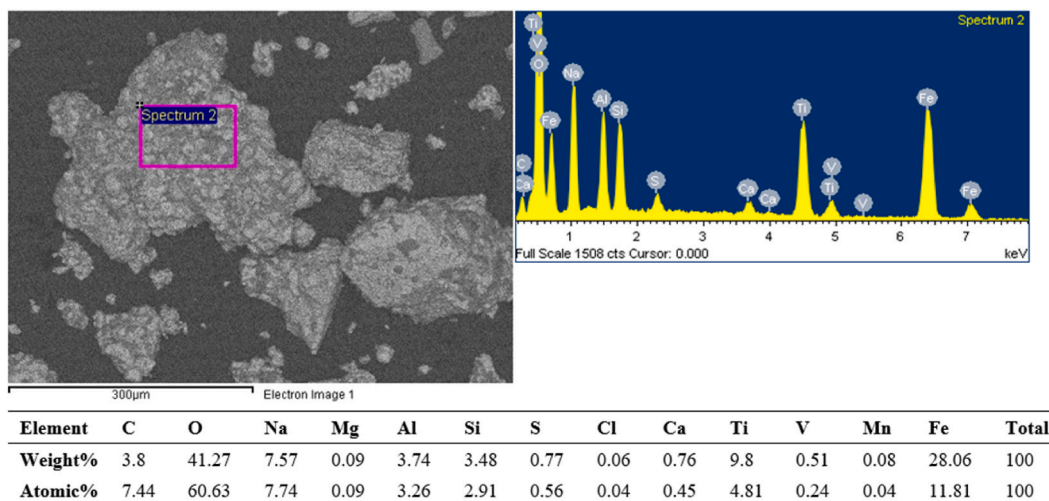 Spectrum 2
300µm
Electron Image 1
Spectrum 2
Ti
V
O
Fe
C
Ca
Na
Al
Si
S
Ca
Ca
Ti
V
Ti
V
Fe
Fe
1 2 3 4 5 6 7
Full Scale 1508 cts Cursor: 0.000 keV
Element C O Na Mg Al Si S Cl Ca Ti V Mn Fe Total
Weight% 3.8 41.27 7.57 0.09 3.74 3.48 0.77 0.06 0.76 9.8 0.51 0.08 28.06 100
Atomic% 7.44 60.63 7.74 0.09 3.26 2.91 0.56 0.04 0.45 4.81 0.24 0.04 11.81 100